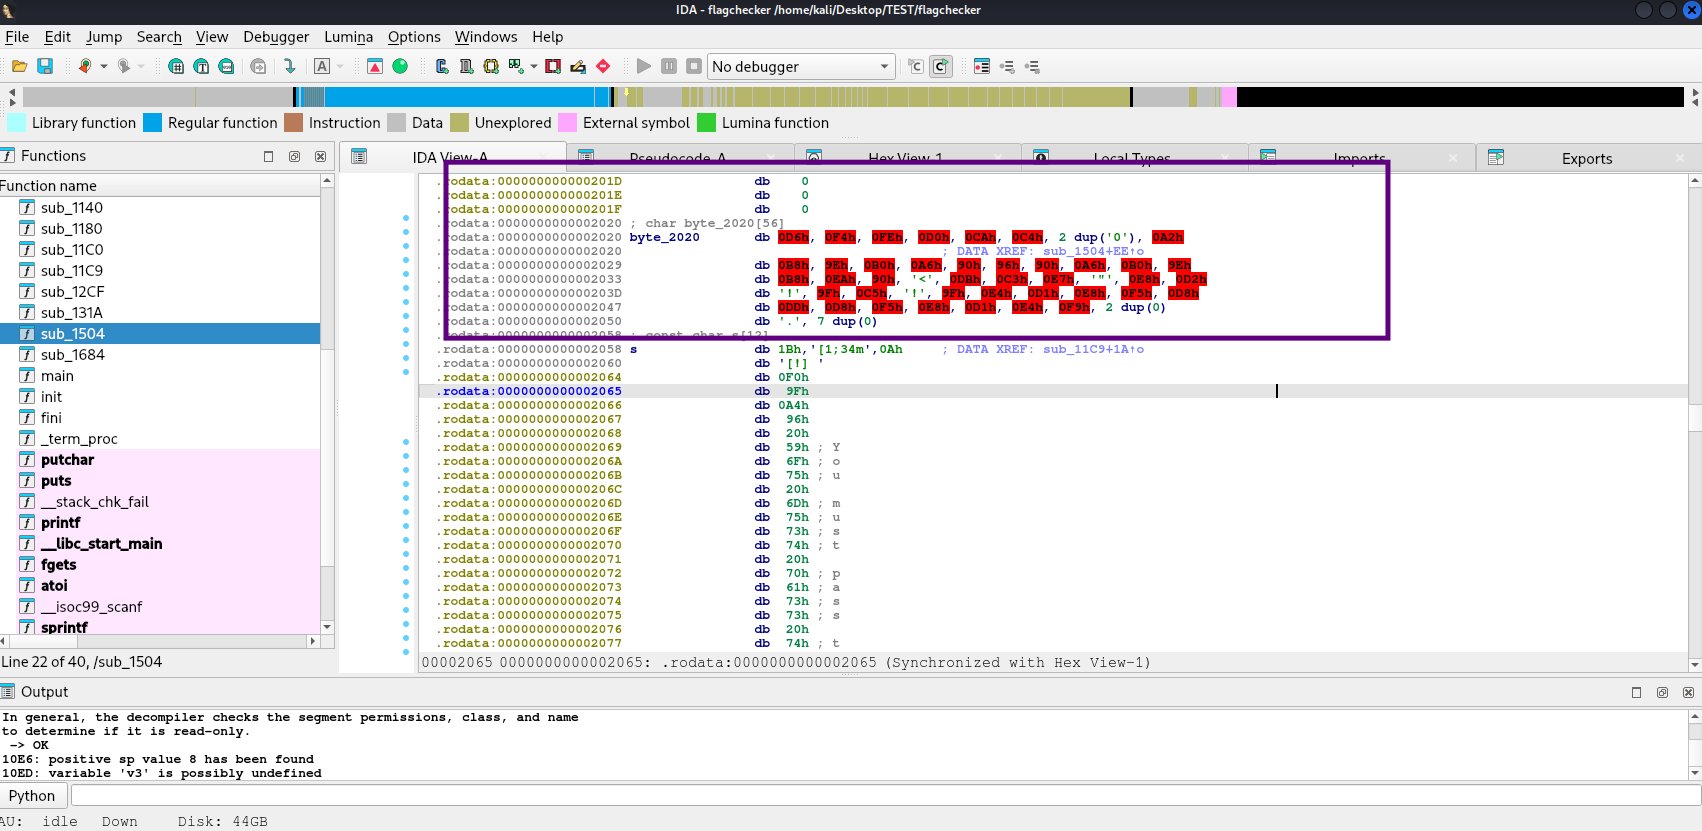 IDA - flagchecker /home/kali/Desktop/TEST/flagchecker
File Edit Jump Search View Debugger Lumina Options Windows Help
No debugger
Library function Regular function Instruction Data Unexplored External symbol Lumina function
Functions
IDA View-A Pseudocode-A Hex View-1 Local Types Imports Exports
Function name
sub_1140
sub_1180
sub_11C0
sub_11C9
sub_12CF
sub_131A
sub_1504
sub_1684
main
init
fini
_term_proc
putchar
puts
__stack_chk_fail
printf
__libc_start_main
fgets
atoi
__isoc99_scanf
sprintf
Line 22 of 40, /sub_1504
.rodata:000000000000201D db 0
.rodata:000000000000201E db 0
.rodata:000000000000201F db 0
.rodata:0000000000002020 ; char byte_2020[56]
.rodata:0000000000002020 byte_2020 db 0D6h, 0F4h, 0FEh, 0D0h, 0CAh, 0C4h, 2 dup('0'), 0A2h
.rodata:0000000000002020 ; DATA XREF: sub_1504+EE↑o
.rodata:0000000000002029 db 0B8h, 9Eh, 0B0h, 0A6h, 90h, 96h, 90h, 0A6h, 0B0h, 9Eh
.rodata:0000000000002033 db 0B8h, 0EAh, 90h, '<', 0DBh, 0C3h, 0E7h, '"', 0E8h, 0D2h
.rodata:000000000000203D db '!', 9Fh, 0C5h, '!', 9Fh, 0E4h, 0D1h, 0E8h, 0F5h, 0D8h
.rodata:0000000000002047 db 0DDh, 0D8h, 0F5h, 0E8h, 0D1h, 0E4h, 0F9h, 2 dup(0)
.rodata:0000000000002050 db '.', 7 dup(0)
.rodata:0000000000002058 ; const char s[12]
.rodata:0000000000002058 s db 1Bh,'[1;34m',0Ah ; DATA XREF: sub_11C9+1A↑o
.rodata:0000000000002060 db '[!] '
.rodata:0000000000002064 db 0F0h
.rodata:0000000000002065 db 9Fh
.rodata:0000000000002066 db 0A4h
.rodata:0000000000002067 db 96h
.rodata:0000000000002068 db 20h
.rodata:0000000000002069 db 59h ; Y
.rodata:000000000000206A db 6Fh ; o
.rodata:000000000000206B db 75h ; u
.rodata:000000000000206C db 20h
.rodata:000000000000206D db 6Dh ; m
.rodata:000000000000206E db 75h ; u
.rodata:000000000000206F db 73h ; s
.rodata:0000000000002070 db 74h ; t
.rodata:0000000000002071 db 20h
.rodata:0000000000002072 db 70h ; p
.rodata:0000000000002073 db 61h ; a
.rodata:0000000000002074 db 73h ; s
.rodata:0000000000002075 db 73h ; s
.rodata:0000000000002076 db 20h
.rodata:0000000000002077 db 74h ; t
00002065 0000000000002065: .rodata:0000000000002065 (Synchronized with Hex View-1)
Output
In general, the decompiler checks the segment permissions, class, and name
to determine if it is read-only.
-> OK
10E6: positive sp value 8 has been found
10ED: variable 'v3' is possibly undefined
Python
AU: idle Down Disk: 44GB